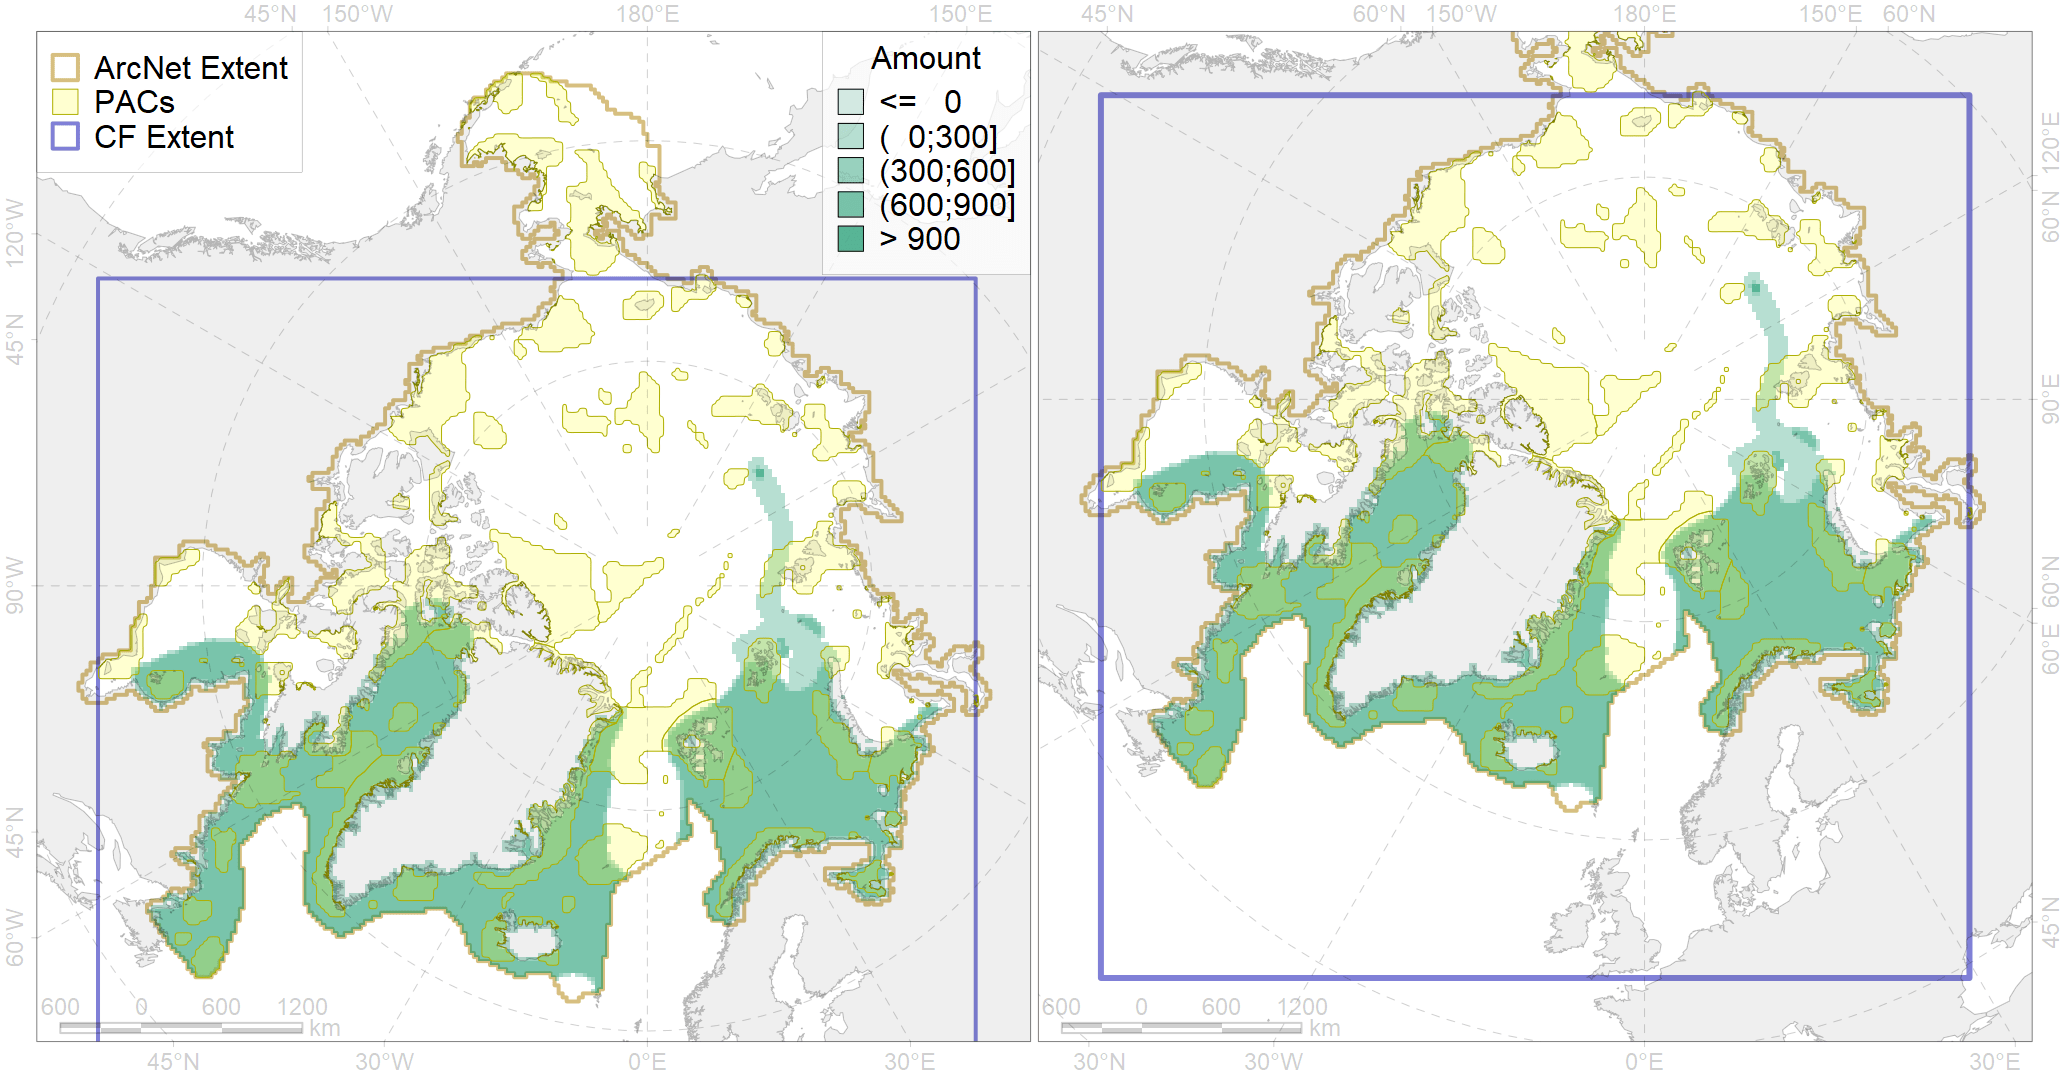 45°N 150°W 180°E 150°E
45°N 60°N 150°W 180°E 150°E 60°N
ArcNet Extent
PACs
CF Extent
Amount
<= 0
( 0;300]
(300;600]
(600;900]
> 900
120°W
45°N
90°W
45°N
60°W
120°E
60°N
90°E
60°N
60°E
45°N
600 0 600 1200
km
600 0 600 1200
km
45°N 30°W 0°E 30°E
30°N 30°W 0°E 30°E